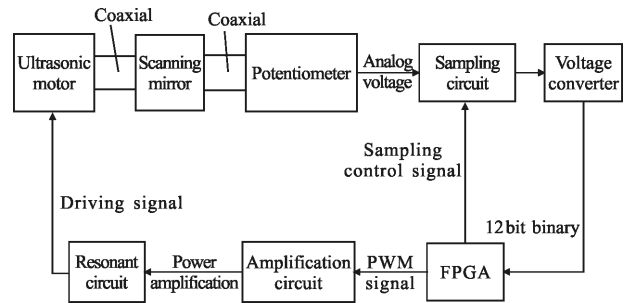 Coaxial
Coaxial
Ultrasonic
motor
Scanning
mirror
Potentiometer
Analog
voltage
Sampling
circuit
Voltage
converter
Sampling
control signal
Driving signal
12bit binary
Resonant
circuit
Power
amplification
Amplification
circuit
PWM
signal
FPGA